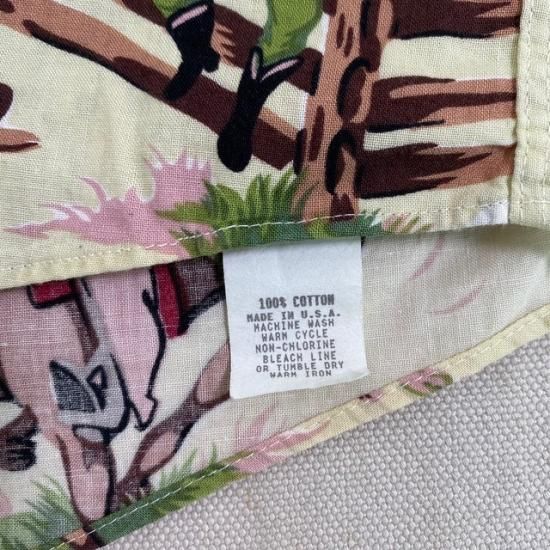 100% COTTON
MADE IN U.S.A.
MACHINE WASH
WARM CYCLE
NON-CHLORINE
BLEACH LINE
OR TUMBLE DRY
WARM IRON